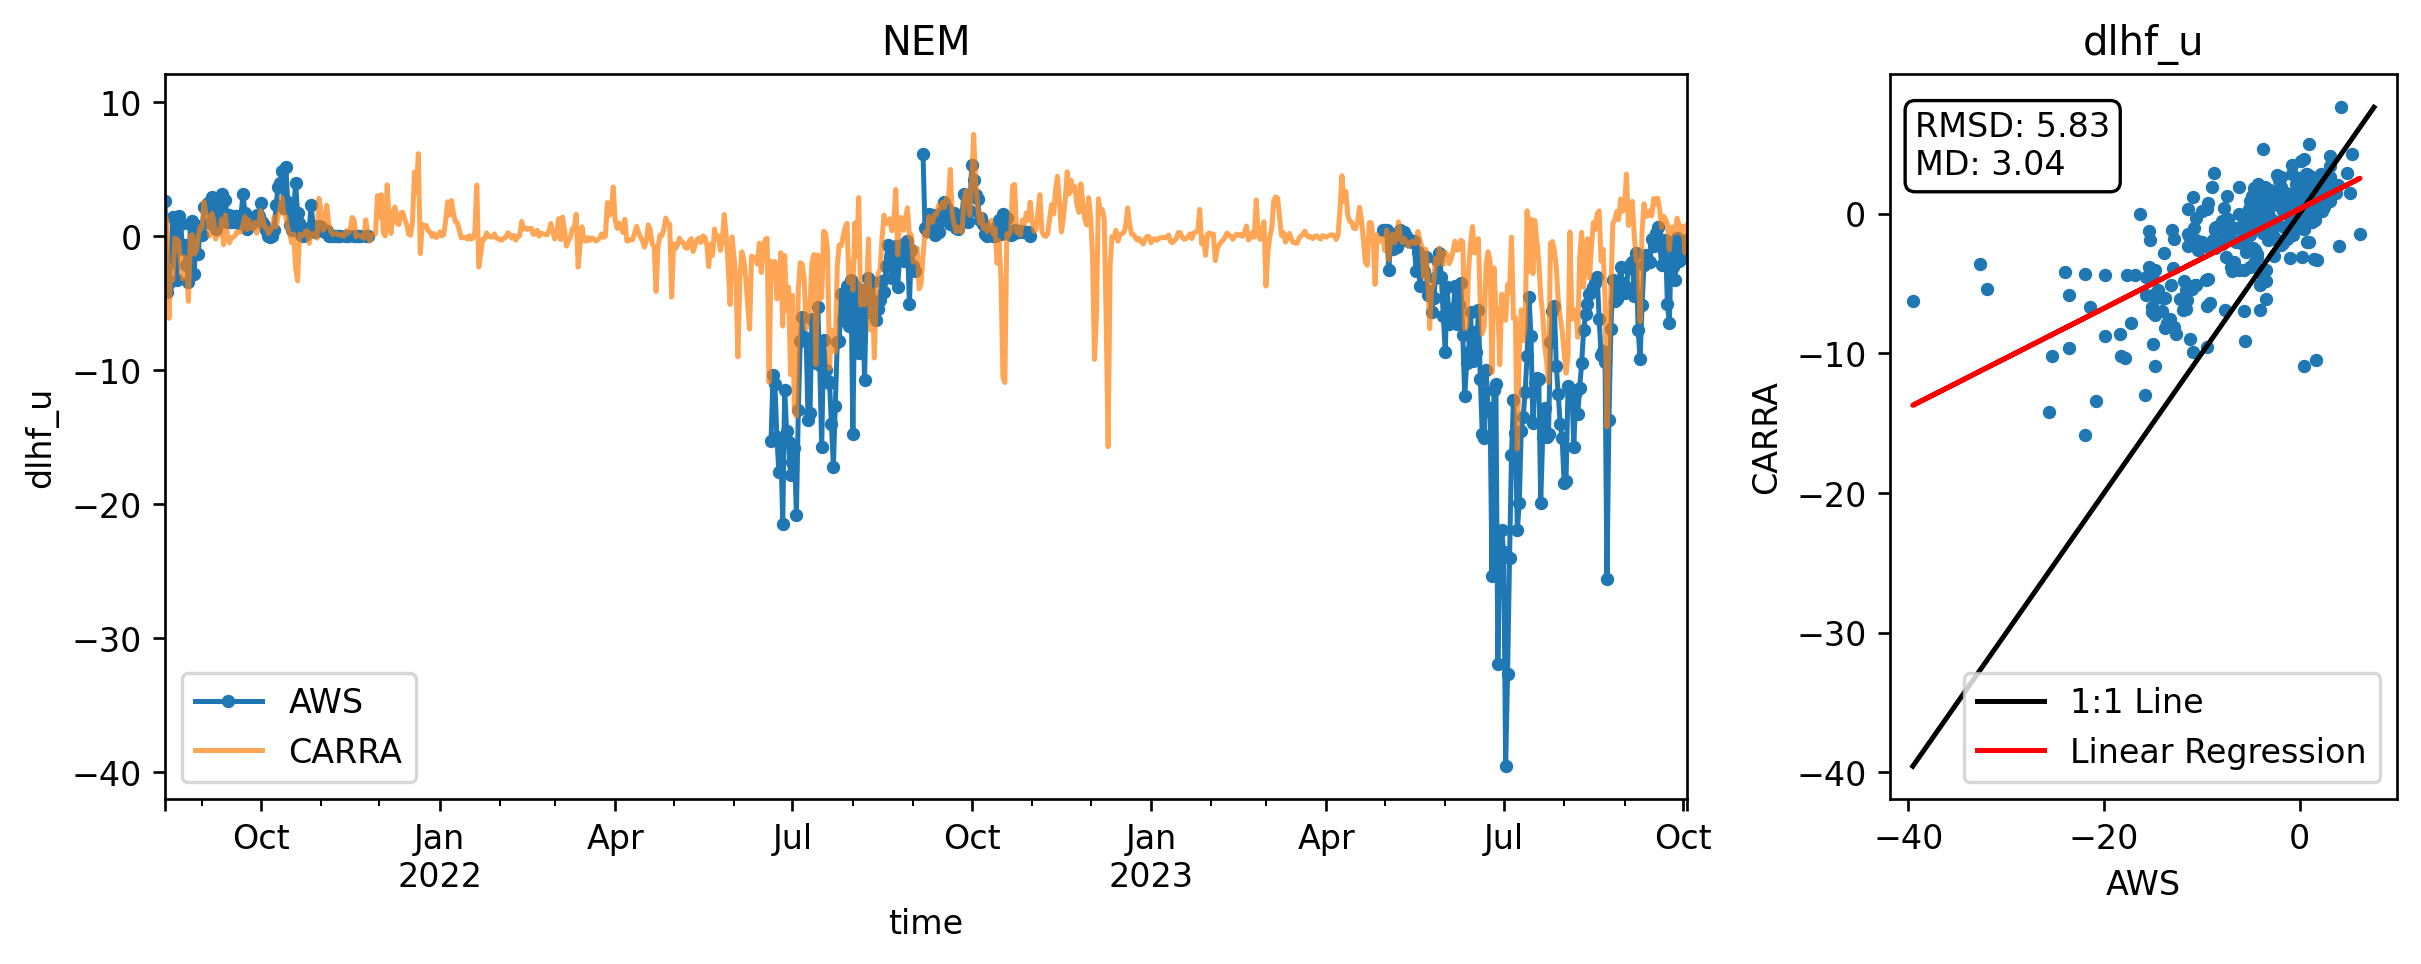 NEM
10
0
−10
−20
−30
−40
dlhf_u
AWS
CARRA
Oct
Jan
2022
Apr
Jul
Oct
Jan
2023
Apr
Jul
Oct
time
dlhf_u
RMSD: 5.83
MD: 3.04
0
−10
−20
−30
−40
CARRA
1:1 Line
Linear Regression
−40
−20
0
AWS